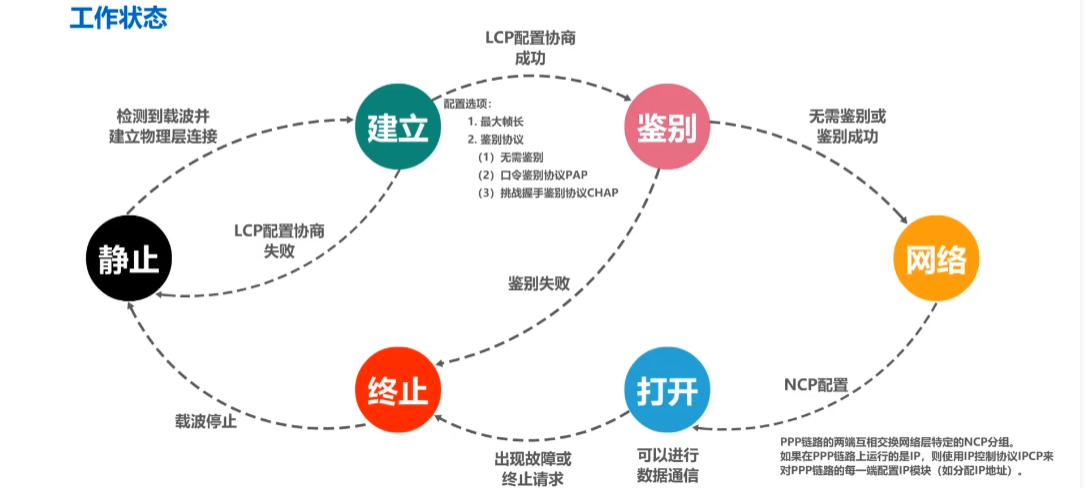 工作状态
LCP配置协商
成功
检测到载波并
建立物理层连接
建立
配置选项：
1. 最大帧长
2. 鉴别协议
（1）无需鉴别
（2）口令鉴别协议PAP
（3）挑战握手鉴别协议CHAP
鉴别
无需鉴别或
鉴别成功
LCP配置协商
失败
静止
鉴别失败
网络
终止
打开
NCP配置
载波停止
出现故障或
终止请求
可以进行
数据通信
PPP链路的两端互相交换网络层特定的NCP分组。
如果在PPP链路上运行的是IP，则使用IP控制协议IPCP来
对PPP链路的每一端配置IP模块（如分配IP地址）。